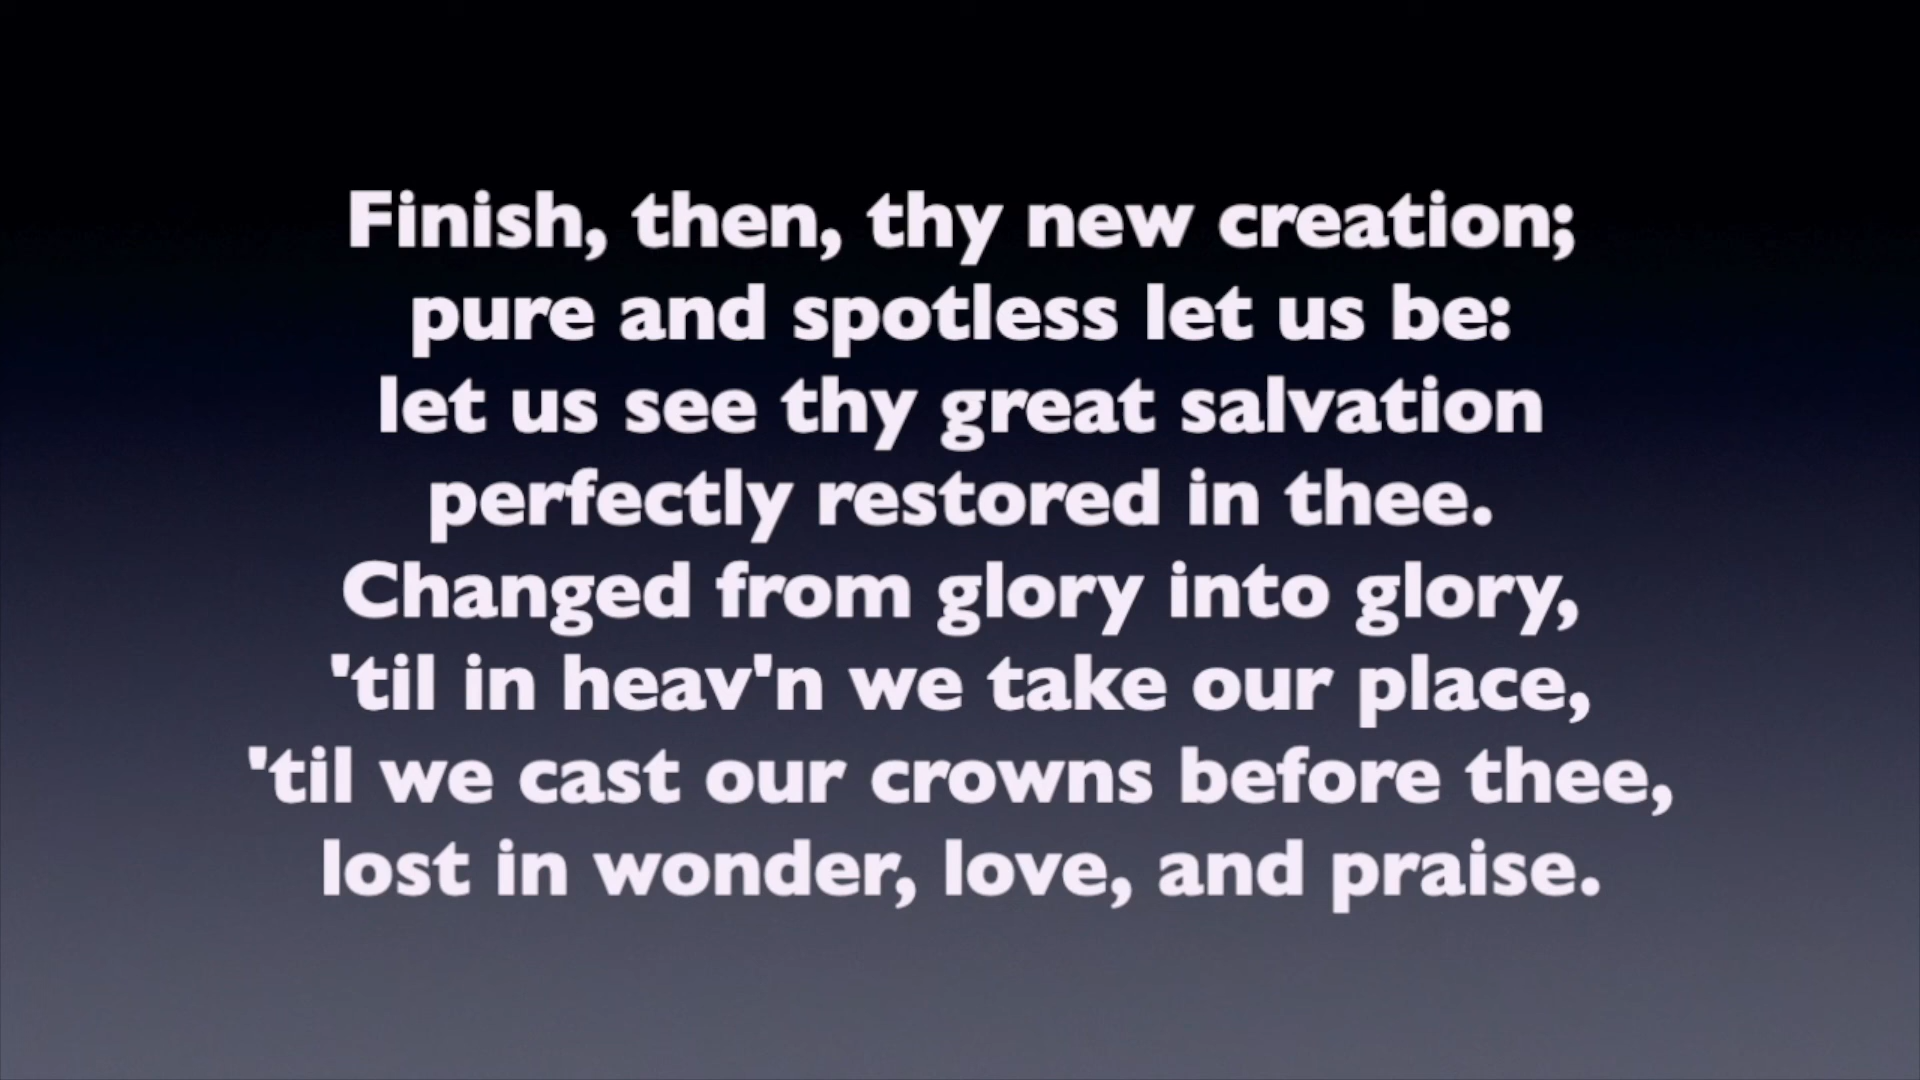 Finish, then, thy new creation;
pure and spotless let us be:
let us see thy great salvation
perfectly restored in thee.
Changed from glory into glory,
'til in heav'n we take our place,
'til we cast our crowns before thee,
lost in wonder, love, and praise.